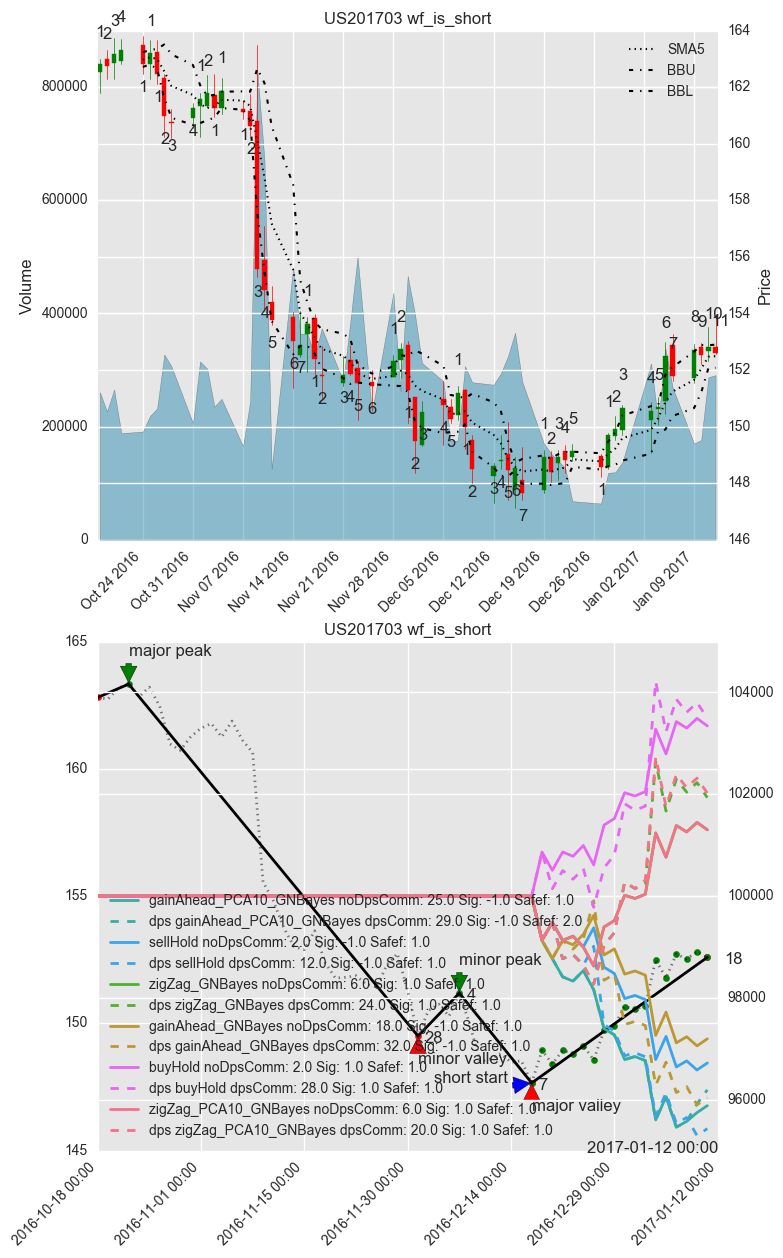 US201703 wf_is_short
SMA5
BBU
BBL
Volume
800000
600000
400000
200000
0
Price
164
162
160
158
156
154
152
150
148
146
Oct 24 2016
Oct 31 2016
Nov 07 2016
Nov 14 2016
Nov 21 2016
Nov 28 2016
Dec 05 2016
Dec 12 2016
Dec 19 2016
Dec 26 2016
Jan 02 2017
Jan 09 2017
US201703 wf_is_short
165
160
155
150
145
104000
102000
100000
98000
96000
major peak
minor peak
minor valley
short start
major valley
4
28
7
18
gainAhead_PCA10_GNBayes noDpsComm: 25.0 Sig: -1.0 Safef: 1.0
dps gainAhead_PCA10_GNBayes dpsComm: 29.0 Sig: -1.0 Safef: 2.0
sellHold noDpsComm: 2.0 Sig: -1.0 Safef: 1.0
dps sellHold dpsComm: 12.0 Sig: -1.0 Safef: 1.0
zigZag_GNBayes noDpsComm: 6.0 Sig: 1.0 Safef: 1.0
dps zigZag_GNBayes dpsComm: 24.0 Sig: 1.0 Safef: 1.0
gainAhead_GNBayes noDpsComm: 18.0 Sig: -1.0 Safef: 1.0
dps gainAhead_GNBayes dpsComm: 32.0 Sig: -1.0 Safef: 1.0
buyHold noDpsComm: 2.0 Sig: 1.0 Safef: 1.0
dps buyHold dpsComm: 28.0 Sig: 1.0 Safef: 1.0
zigZag_PCA10_GNBayes noDpsComm: 6.0 Sig: 1.0 Safef: 1.0
dps zigZag_PCA10_GNBayes dpsComm: 20.0 Sig: 1.0 Safef: 1.0
2017-01-12 00:00
2016-10-18 00:00
2016-11-01 00:00
2016-11-15 00:00
2016-11-30 00:00
2016-12-14 00:00
2016-12-29 00:00
2017-01-12 00:00